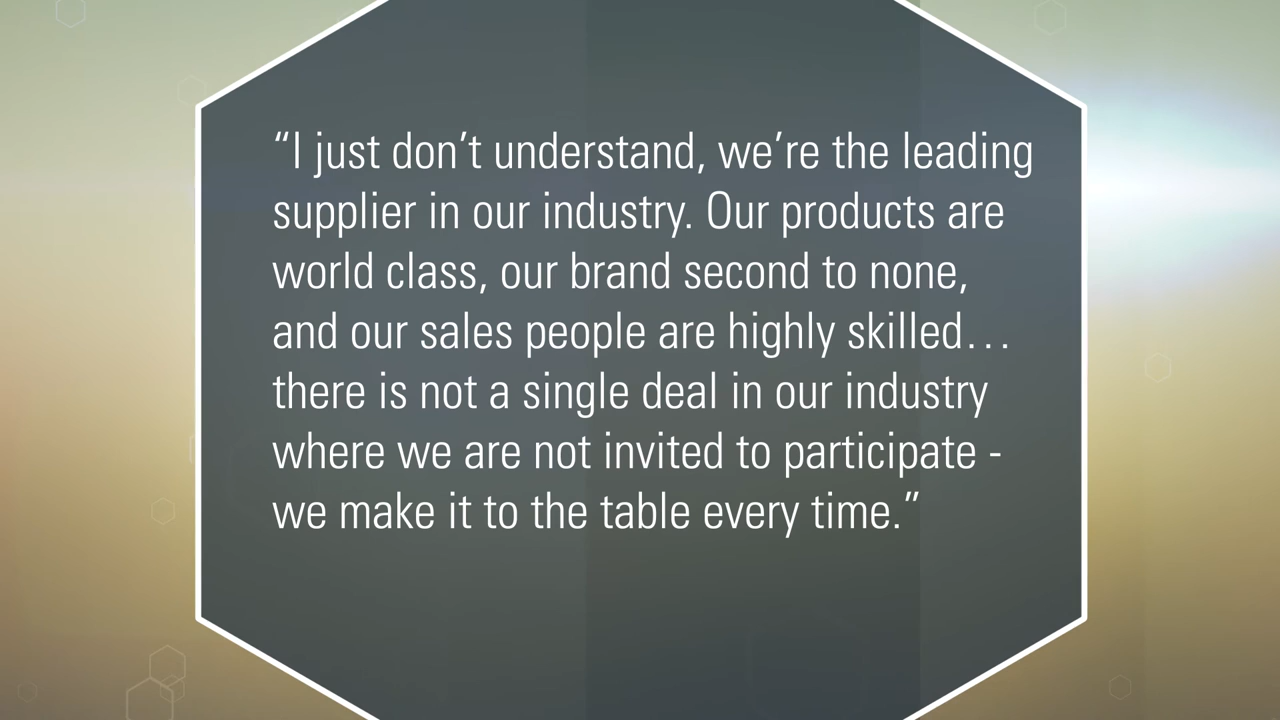 “I just don’t understand, we’re the leading
supplier in our industry. Our products are
world class, our brand second to none,
and our sales people are highly skilled…
there is not a single deal in our industry
where we are not invited to participate -
we make it to the table every time.”